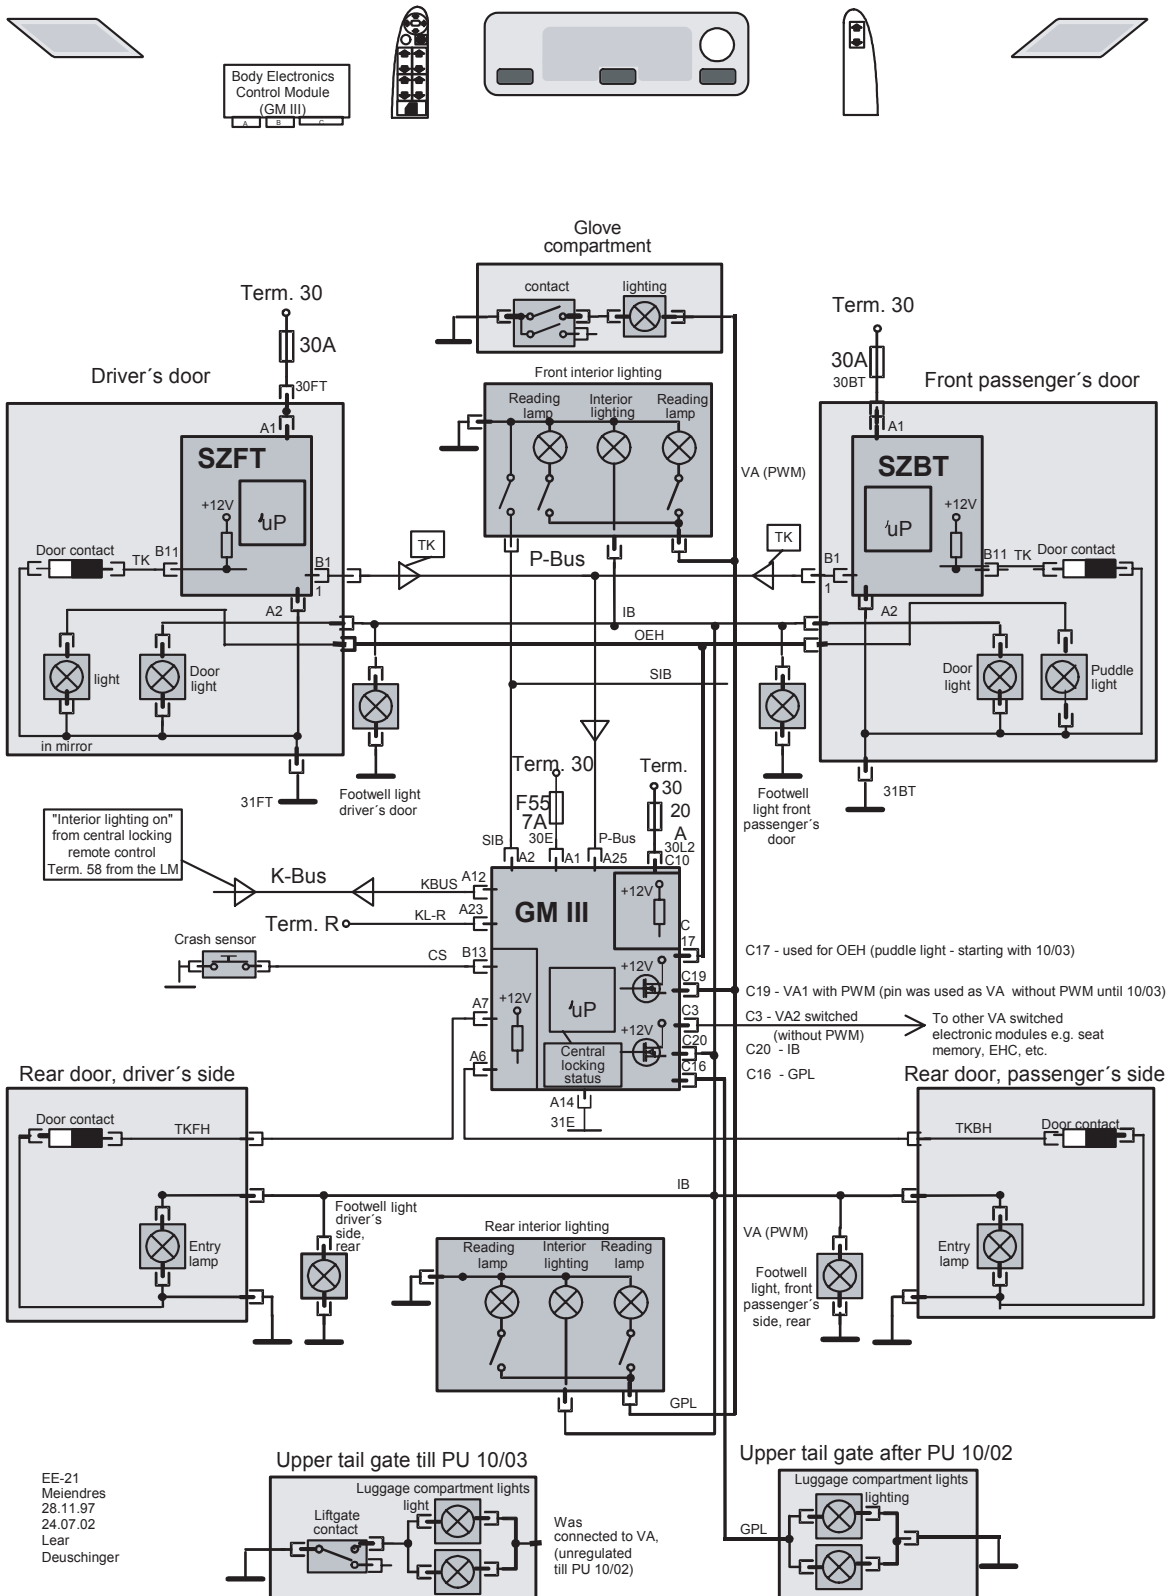 Body Electronics
Control Module
(GM III)
A B C
Glove
compartment
contact
lighting
Term. 30
30A
30FT
Driver´s door
A1
SZFT
+12V
'uP
Door contact
TK
B11
B1
1
A2
light
Door
light
in mirror
31FT
Footwell light
driver´s door
Front interior lighting
Reading
lamp
Interior
lighting
Reading
lamp
VA (PWM)
TK
P-Bus
TK
IB
OEH
SIB
Term. 30
30A
30BT
Front passenger´s door
A1
SZBT
+12V
'uP
B11
TK
Door contact
B1
1
A2
Door
light
Puddle
light
31BT
Footwell
light front
passenger´s
door
Term. 30
F55
7A
30E
Term.
30
20
A
30L2
C10
SIB
A2
A1
P-Bus
A25
"Interior lighting on"
from central locking
remote control
Term. 58 from the LM
K-Bus
KBUS
A12
Term. R
KL-R
A23
Crash sensor
CS
B13
A7
A6
GM III
+12V
+12V
'uP
+12V
+12V
Central
locking
status
C
17
C19
C3
C20
C16
A14
31E
C17 - used for OEH (puddle light - starting with 10/03)
C19 - VA1 with PWM (pin was used as VA without PWM until 10/03)
C3 - VA2 switched
(without PWM)
To other VA switched
electronic modules e.g. seat
memory, EHC, etc.
C20 - IB
C16 - GPL
Rear door, driver´s side
Door contact
TKFH
Entry
lamp
Footwell light
driver´s
side,
rear
IB
Rear interior lighting
Reading
lamp
Interior
lighting
Reading
lamp
GPL
VA (PWM)
Footwell
light, front
passenger´s
side, rear
Rear door, passenger´s side
TKBH
Door contact
Entry
lamp
EE-21
Meiendres
28.11.97
24.07.02
Lear
Deuschinger
Upper tail gate till PU 10/03
Luggage compartment lights
light
Liftgate
contact
Was
connected to VA,
(unregulated
till PU 10/02)
Upper tail gate after PU 10/02
Luggage compartment lights
lighting
GPL